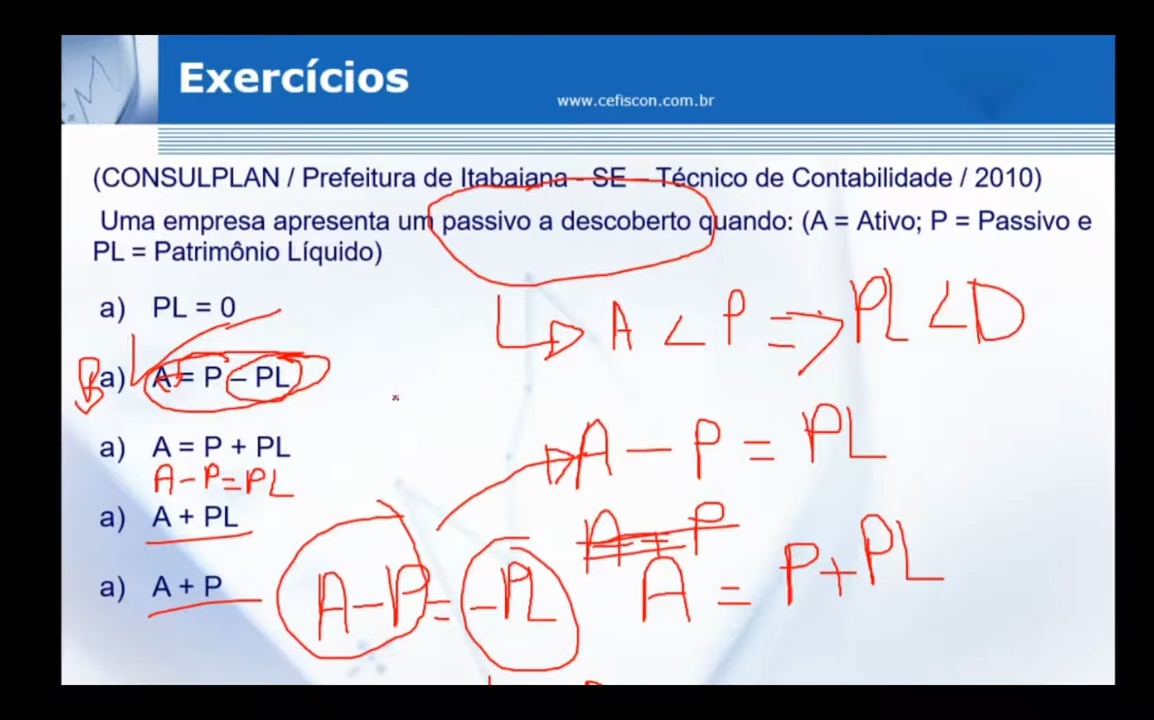 Exercícios
www.cefiscon.com.br
(CONSULPLAN / Prefeitura de Itabaiana - SE – Técnico de Contabilidade / 2010)
Uma empresa apresenta um passivo a descoberto quando: (A = Ativo; P = Passivo e
PL = Patrimônio Líquido)
a) PL = 0
A < P => PL < 0
B a) A = P – PL
A - P = PL
a) A = P + PL
A-P=PL
a) A + PL
A + P
a) A + P
A-P = -PL
A = P+PL